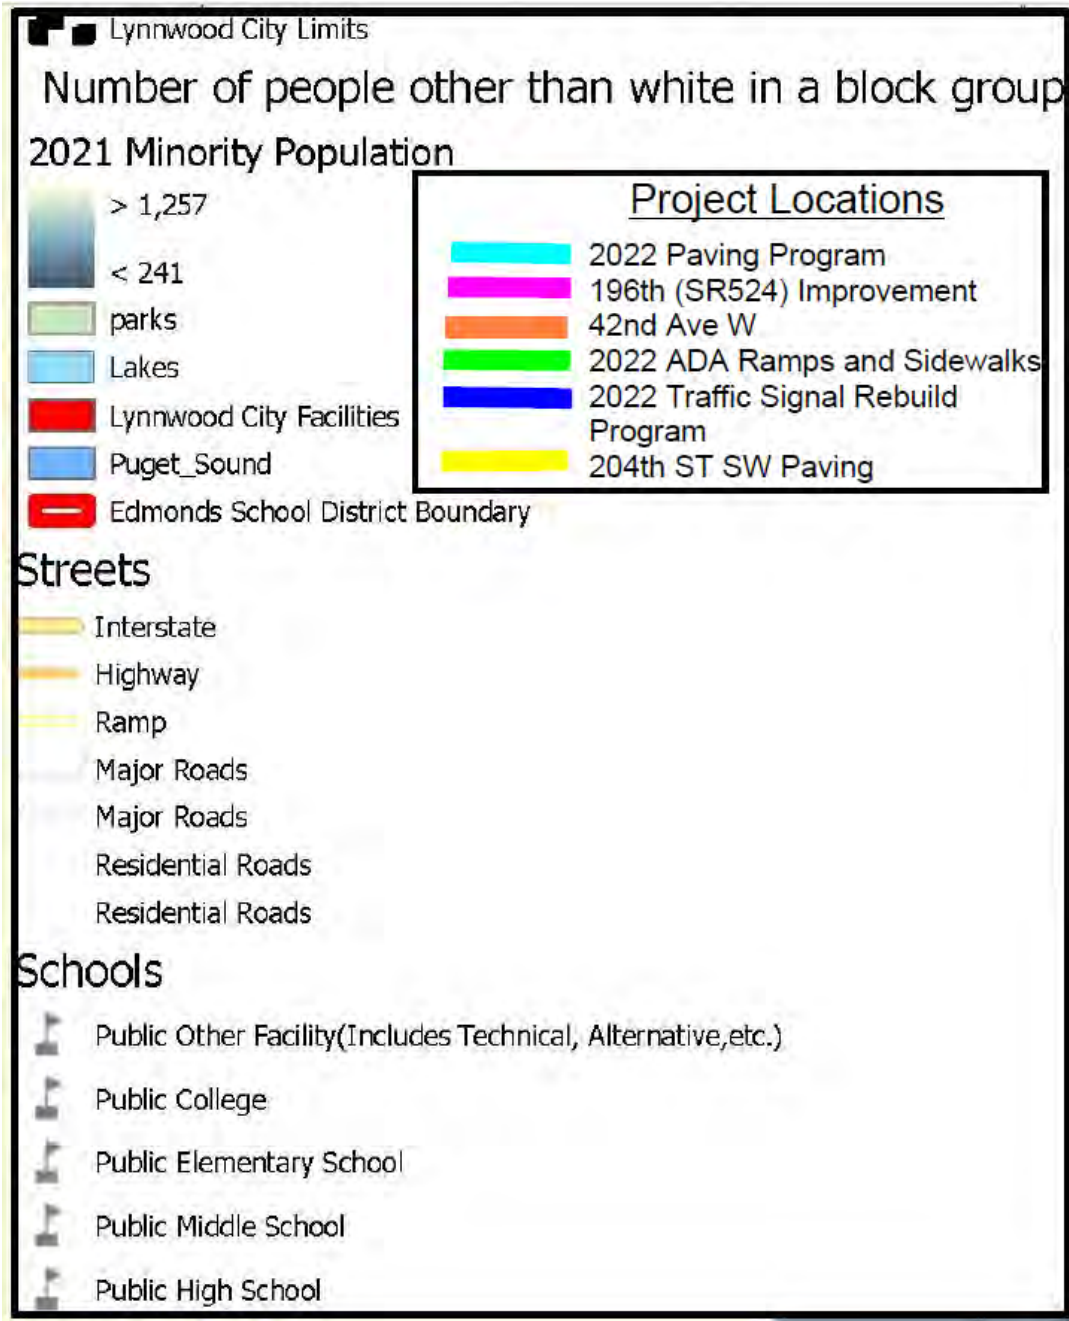 Lynnwood City Limits
Number of people other than white in a block group
2021 Minority Population
> 1,257
< 241
parks
Lakes
Lynnwood City Facilities
Puget_Sound
Edmonds School District Boundary
Project Locations
2022 Paving Program
196th (SR524) Improvement
42nd Ave W
2022 ADA Ramps and Sidewalks
2022 Traffic Signal Rebuild
Program
204th ST SW Paving
Streets
Interstate
Highway
Ramp
Major Roads
Major Roads
Residential Roads
Residential Roads
Schools
Public Other Facility(Includes Technical, Alternative,etc.)
Public College
Public Elementary School
Public Middle School
Public High School